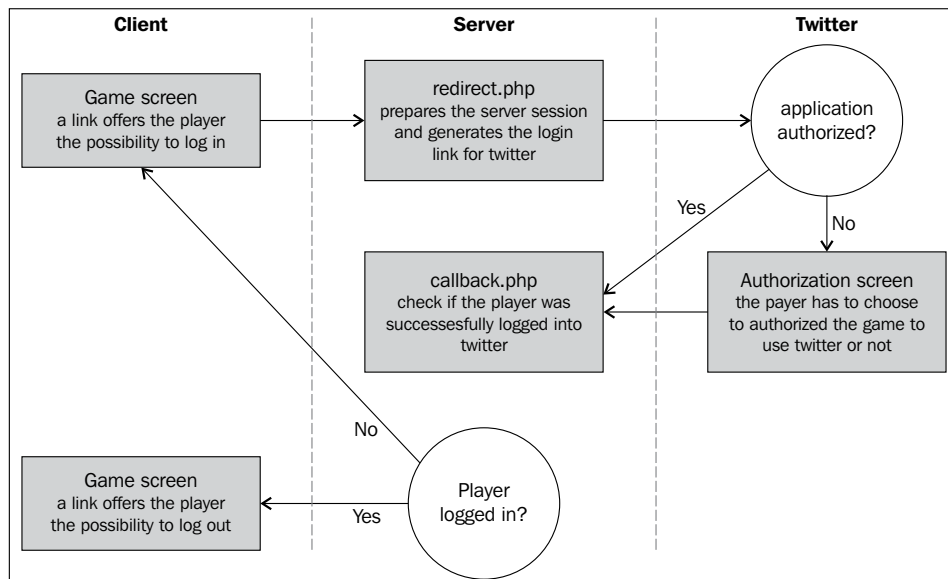 Client
Server
Twitter
Game screen
a link offers the player
the possibility to log in
redirect.php
prepares the server session
and generates the login
link for twitter
application
authorized?
Yes
No
callback.php
check if the player was
successesfully logged into
twitter
Authorization screen
the payer has to choose
to authorized the game to
use twitter or not
No
Game screen
a link offers the player
the possibility to log out
Yes
Player
logged in?